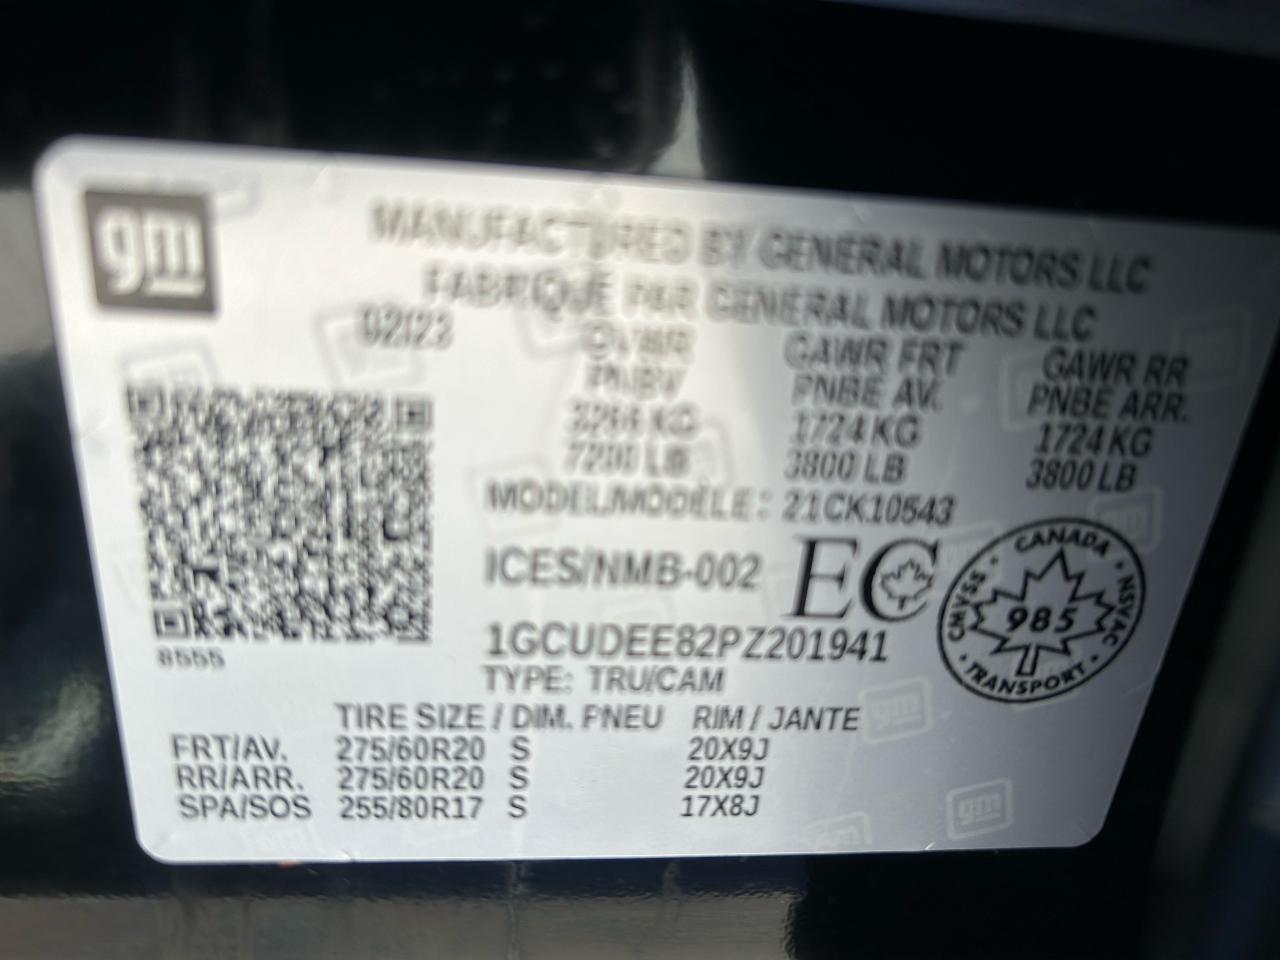 gm
MANUFACTURED BY GENERAL MOTORS LLC
FABRIQUÉ PAR GENERAL MOTORS LLC
02/23
GVWR GAWR FRT GAWR RR
PNBV PNBE AV. PNBE ARR.
3266 KG 1724 KG 1724 KG
7200 LB 3800 LB 3800 LB
MODEL/MODÈLE: 21CK10543
ICES/NMB-002 EC
CANADA
CMVSS 985 NSVAC
TRANSPORT
1GCUDEE82PZ201941
8555
TYPE: TRU/CAM
TIRE SIZE / DIM. PNEU RIM / JANTE
FRT/AV. 275/60R20 S 20X9J
RR/ARR. 275/60R20 S 20X9J
SPA/SOS 255/80R17 S 17X8J